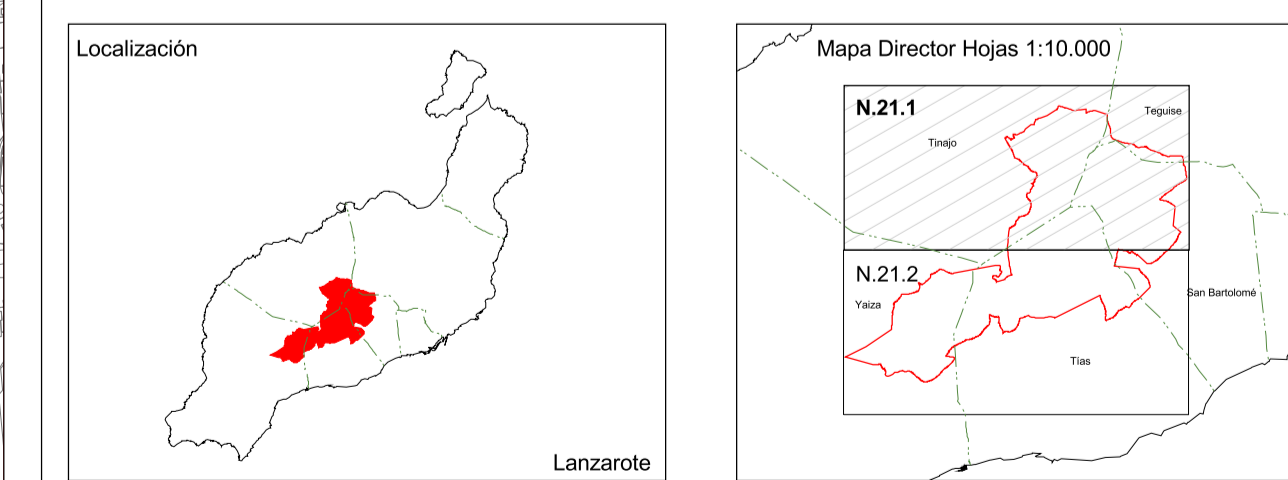 Localización
Lanzarote
Mapa Director Hojas 1:10.000
N.21.1
Teguise
Tinajo
N.21.2
San Bartolomé
Yaiza
Tías